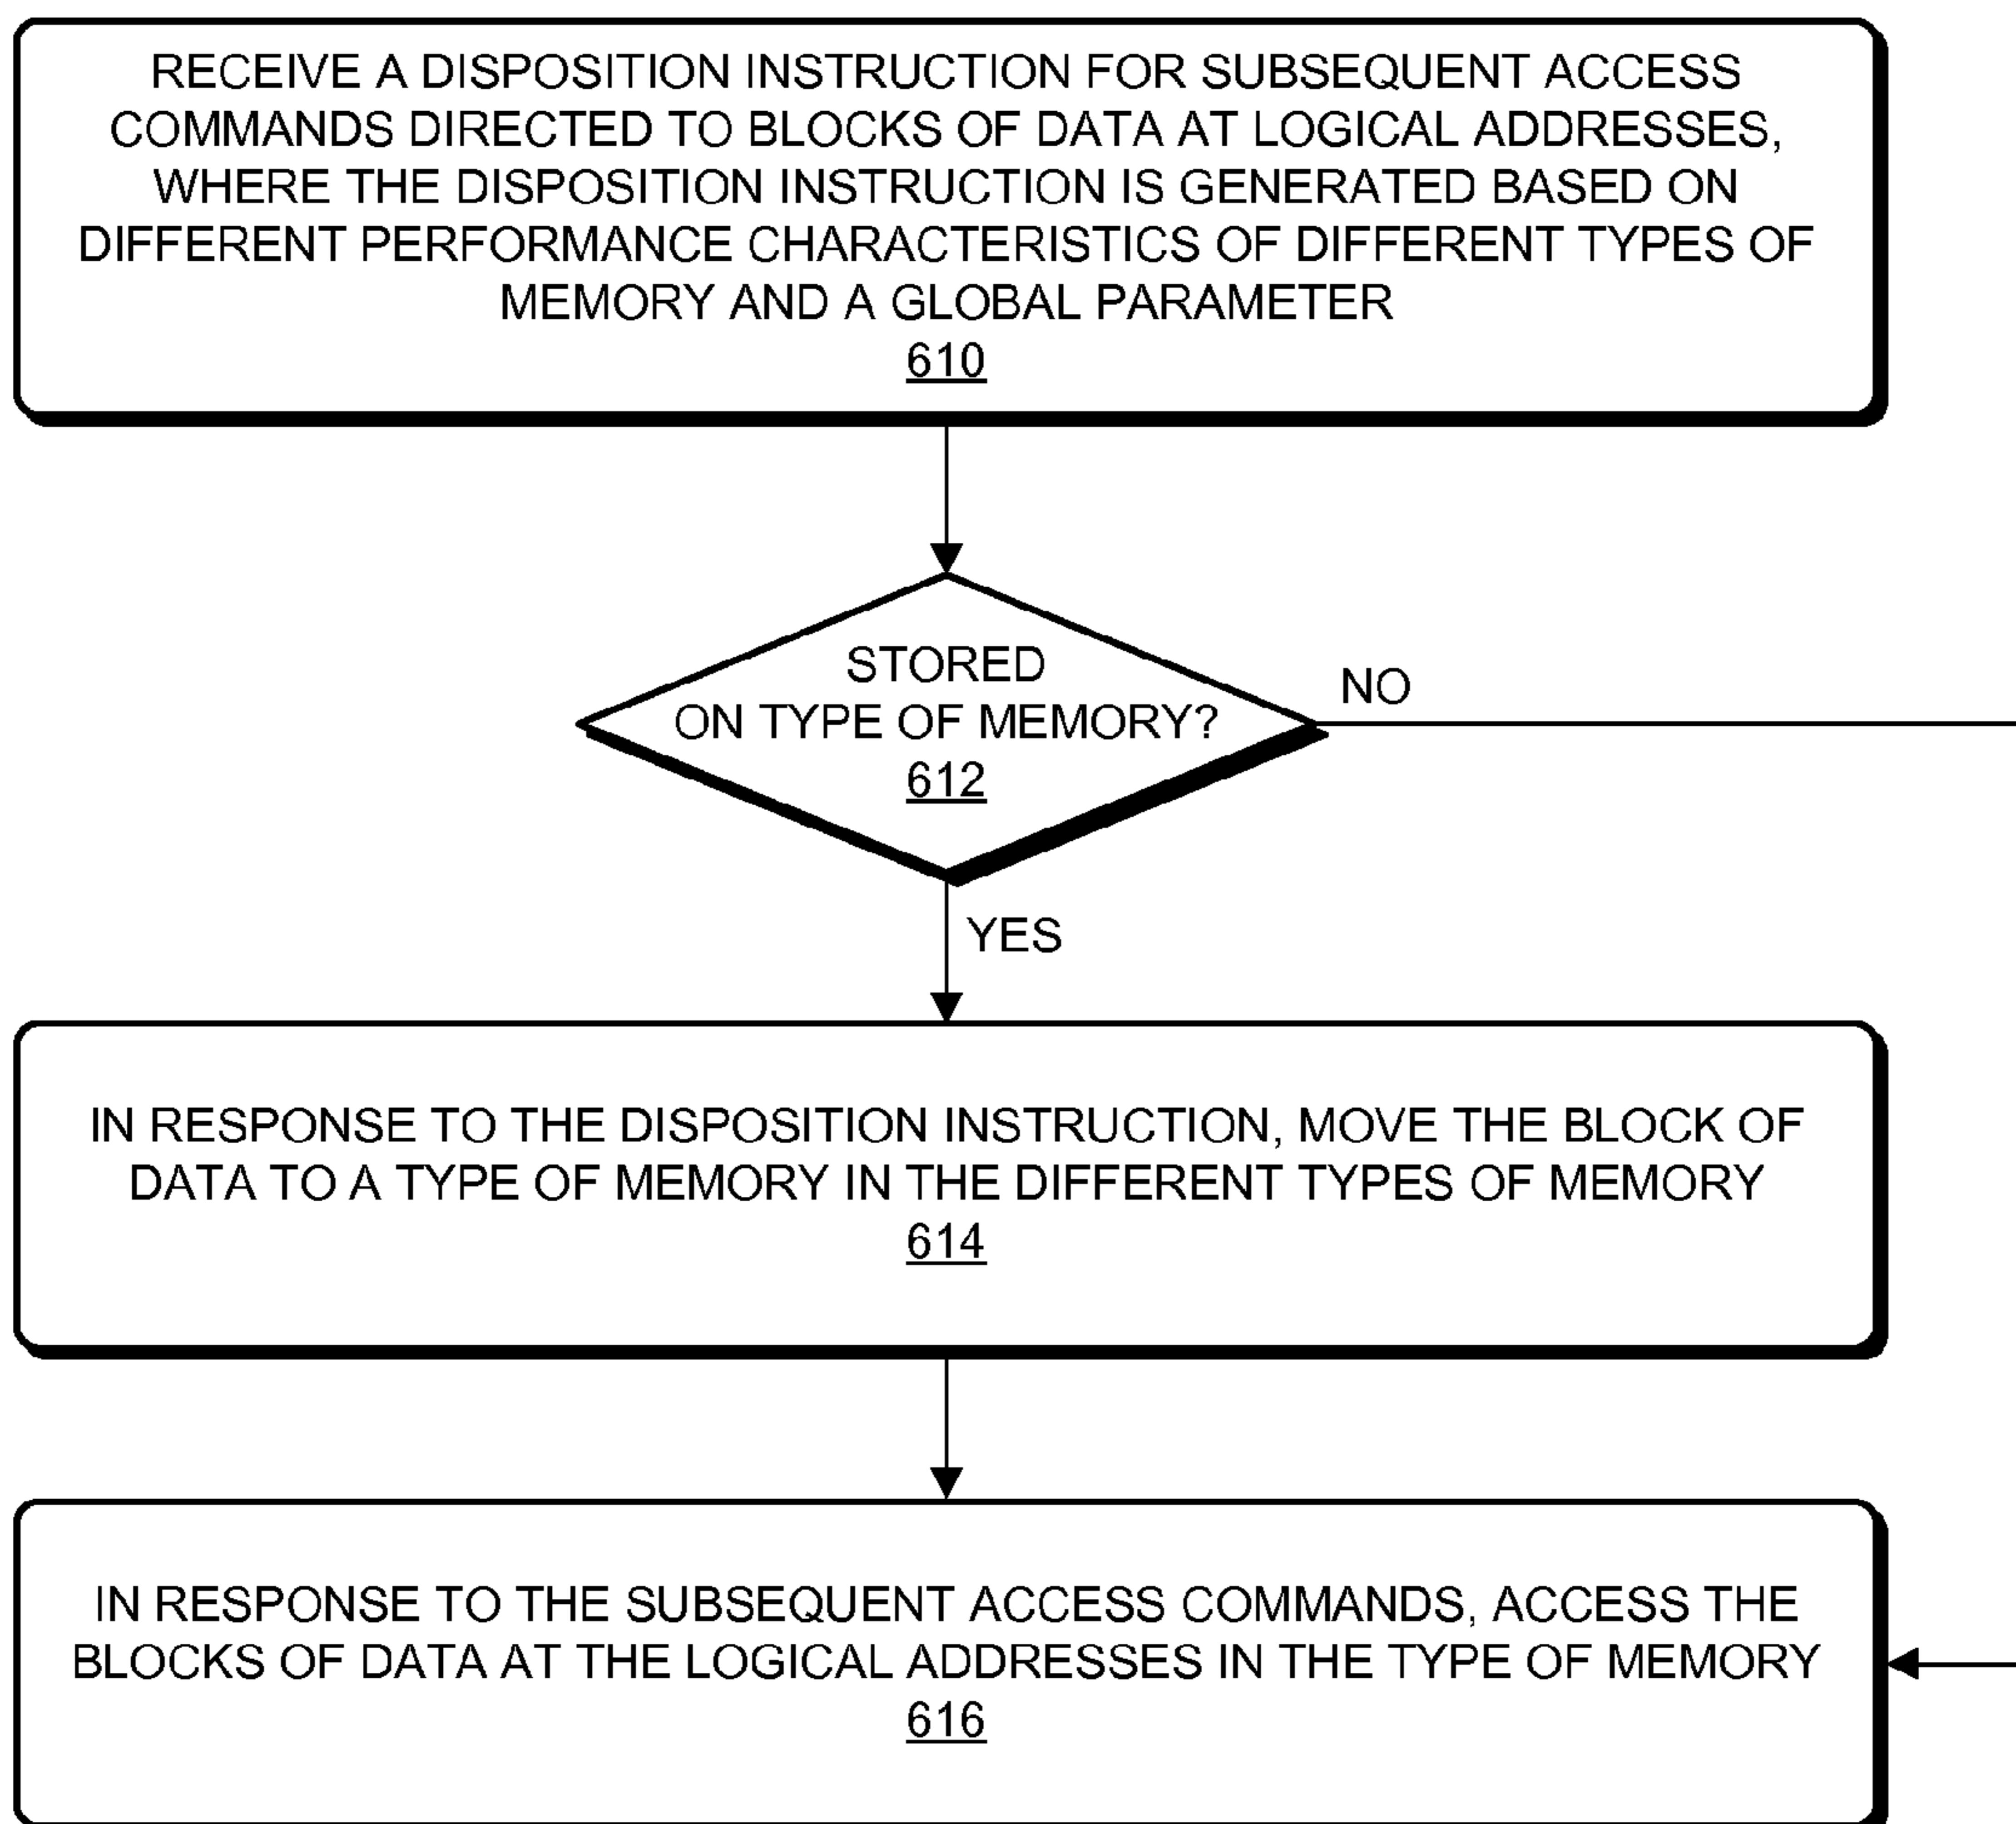 RECEIVE A DISPOSITION INSTRUCTION FOR SUBSEQUENT ACCESS
COMMANDS DIRECTED TO BLOCKS OF DATA AT LOGICAL ADDRESSES,
WHERE THE DISPOSITION INSTRUCTION IS GENERATED BASED ON
DIFFERENT PERFORMANCE CHARACTERISTICS OF DIFFERENT TYPES OF
MEMORY AND A GLOBAL PARAMETER
610
STORED
ON TYPE OF MEMORY?
612
NO
YES
IN RESPONSE TO THE DISPOSITION INSTRUCTION, MOVE THE BLOCK OF
DATA TO A TYPE OF MEMORY IN THE DIFFERENT TYPES OF MEMORY
614
IN RESPONSE TO THE SUBSEQUENT ACCESS COMMANDS, ACCESS THE
BLOCKS OF DATA AT THE LOGICAL ADDRESSES IN THE TYPE OF MEMORY
616